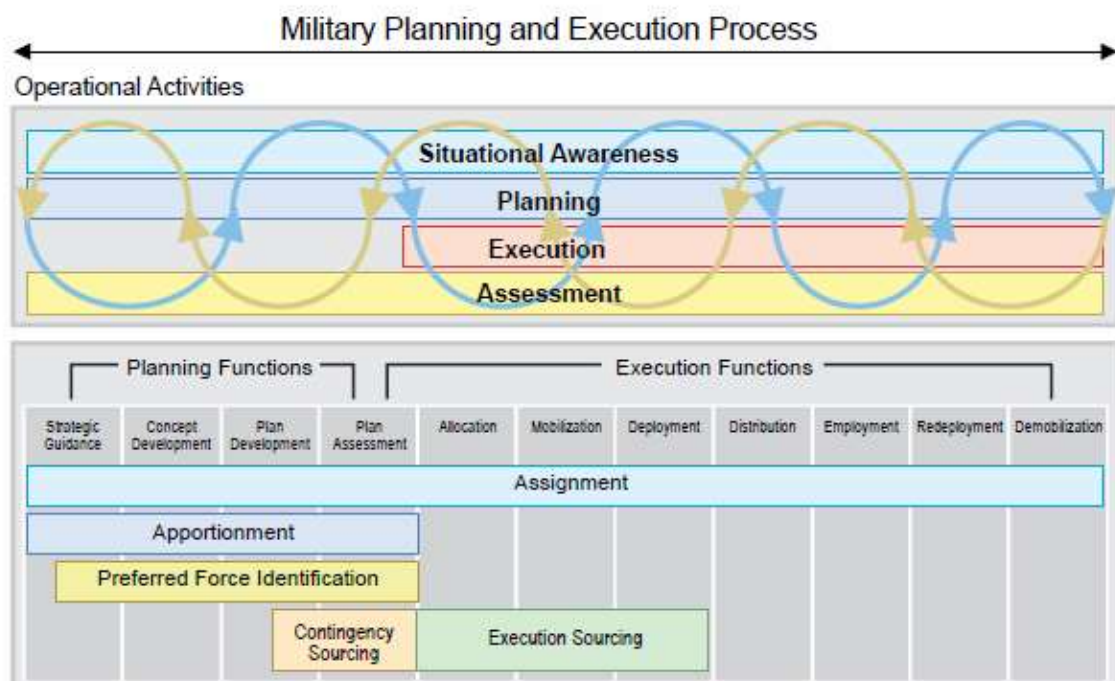 Military Planning and Execution Process
Operational Activities
Situational Awareness
Planning
Execution
Assessment
Planning Functions
Execution Functions
Strategic
Guidance
Concept
Development
Plan
Development
Plan
Assessment
Allocation
Mobilization
Deployment
Distribution
Employment
Redeployment
Demobilization
Assignment
Apportionment
Preferred Force Identification
Contingency
Sourcing
Execution Sourcing